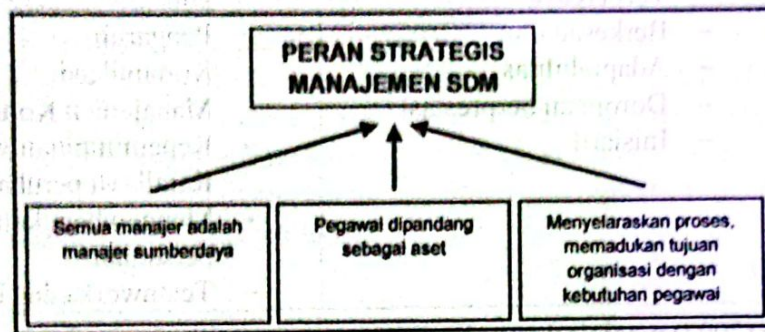 PERAN STRATEGIS
MANAJEMEN SDM
Semua manajer adalah
manajer sumberdaya
Pegawai dipandang
sebagai aset
Menyelaraskan proses,
memadukan tujuan
organisasi dengan
kebutuhan pegawai